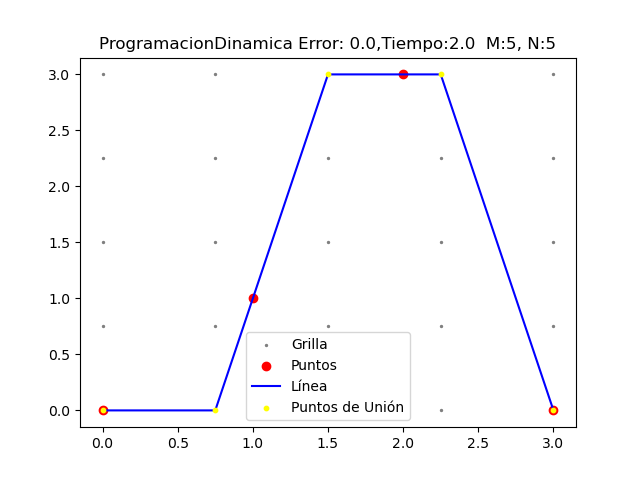 ProgramacionDinamica Error: 0.0,Tiempo:2.0  M:5, N:5
3.0
2.5
2.0
1.5
1.0
0.5
0.0
Grilla
Puntos
Línea
Puntos de Unión
0.0 0.5 1.0 1.5 2.0 2.5 3.0